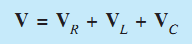 V = V_R + V_L + V_C